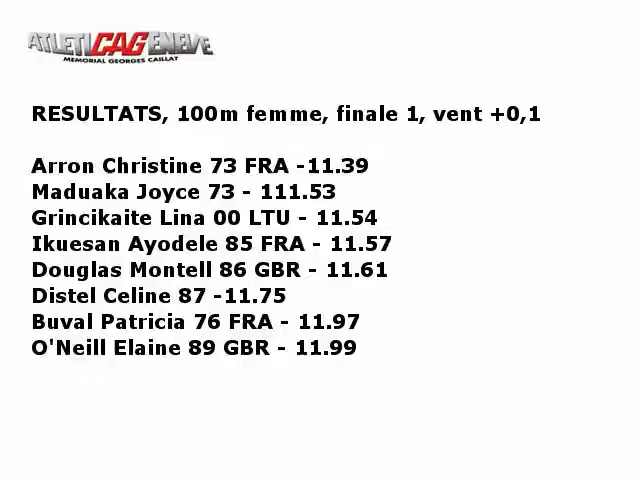 ATLETICAGENEVE
MEMORIAL GEORGES CAILLAT
RESULTATS, 100m femme, finale 1, vent +0,1
Arron Christine 73 FRA -11.39
Maduaka Joyce 73 - 111.53
Grincikaite Lina 00 LTU - 11.54
Ikuesan Ayodele 85 FRA - 11.57
Douglas Montell 86 GBR - 11.61
Distel Celine 87 -11.75
Buval Patricia 76 FRA - 11.97
O'Neill Elaine 89 GBR - 11.99